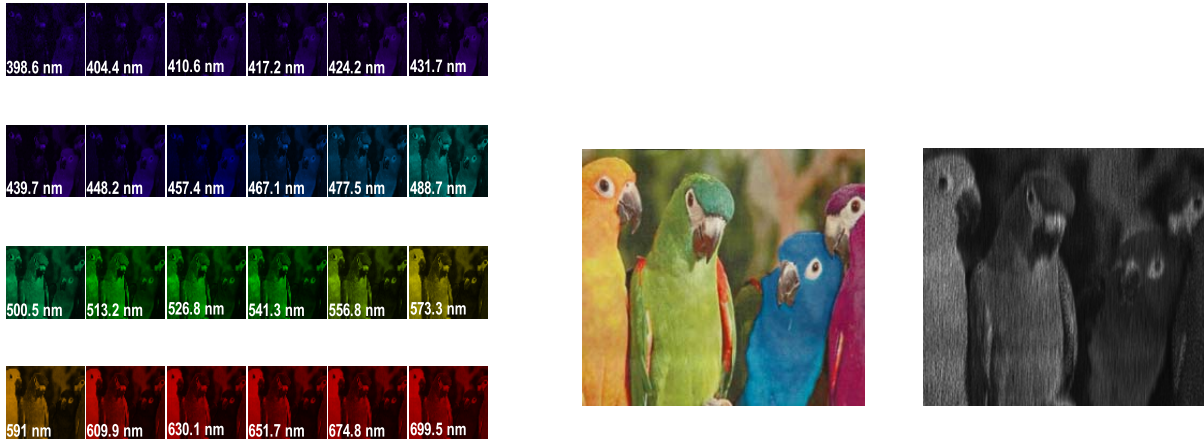 398.6 nm 404.4 nm 410.6 nm 417.2 nm 424.2 nm 431.7 nm
439.7 nm 448.2 nm 457.4 nm 467.1 nm 477.5 nm 488.7 nm
500.5 nm 513.2 nm 526.8 nm 541.3 nm 556.8 nm 573.3 nm
591 nm 609.9 nm 630.1 nm 651.7 nm 674.8 nm 699.5 nm